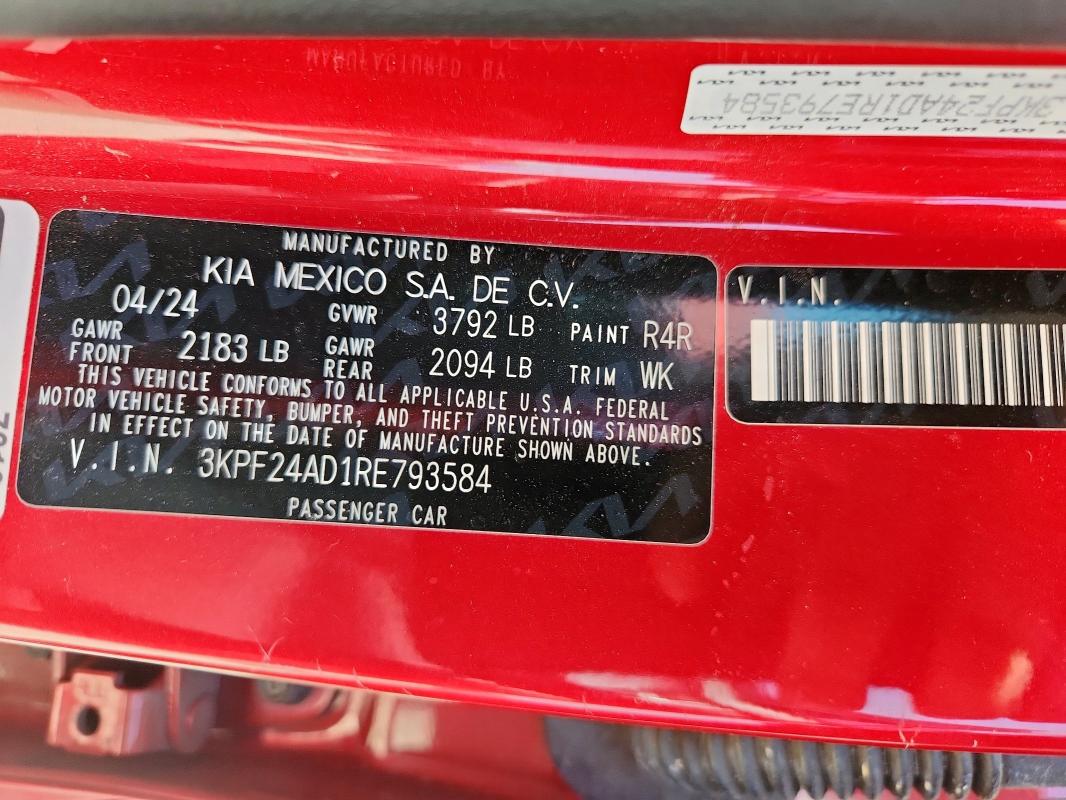 3KPF24AD1RE793584
MANUFACTURED BY
KIA MEXICO S.A. DE C.V.
04/24 GVWR 3792 LB PAINT R4R
GAWR FRONT 2183 LB GAWR REAR 2094 LB TRIM WK
THIS VEHICLE CONFORMS TO ALL APPLICABLE U.S.A. FEDERAL
MOTOR VEHICLE SAFETY, BUMPER, AND THEFT PREVENTION STANDARDS
IN EFFECT ON THE DATE OF MANUFACTURE SHOWN ABOVE.
V.I.N. 3KPF24AD1RE793584
PASSENGER CAR
V.I.N.